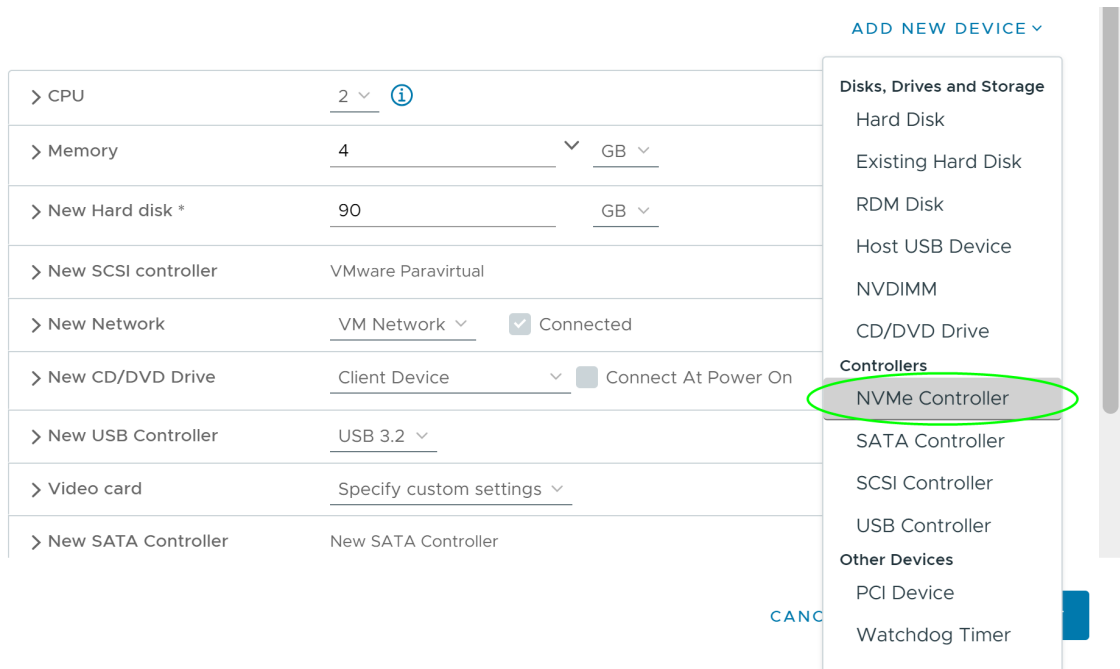 ADD NEW DEVICE
CPU 2
Memory 4 GB
New Hard disk * 90 GB
New SCSI controller VMware Paravirtual
New Network VM Network Connected
New CD/DVD Drive Client Device Connect At Power On
New USB Controller USB 3.2
Video card Specify custom settings
New SATA Controller New SATA Controller
Disks, Drives and Storage
Hard Disk
Existing Hard Disk
RDM Disk
Host USB Device
NVDIMM
CD/DVD Drive
Controllers
NVMe Controller
SATA Controller
SCSI Controller
USB Controller
Other Devices
PCI Device
Watchdog Timer